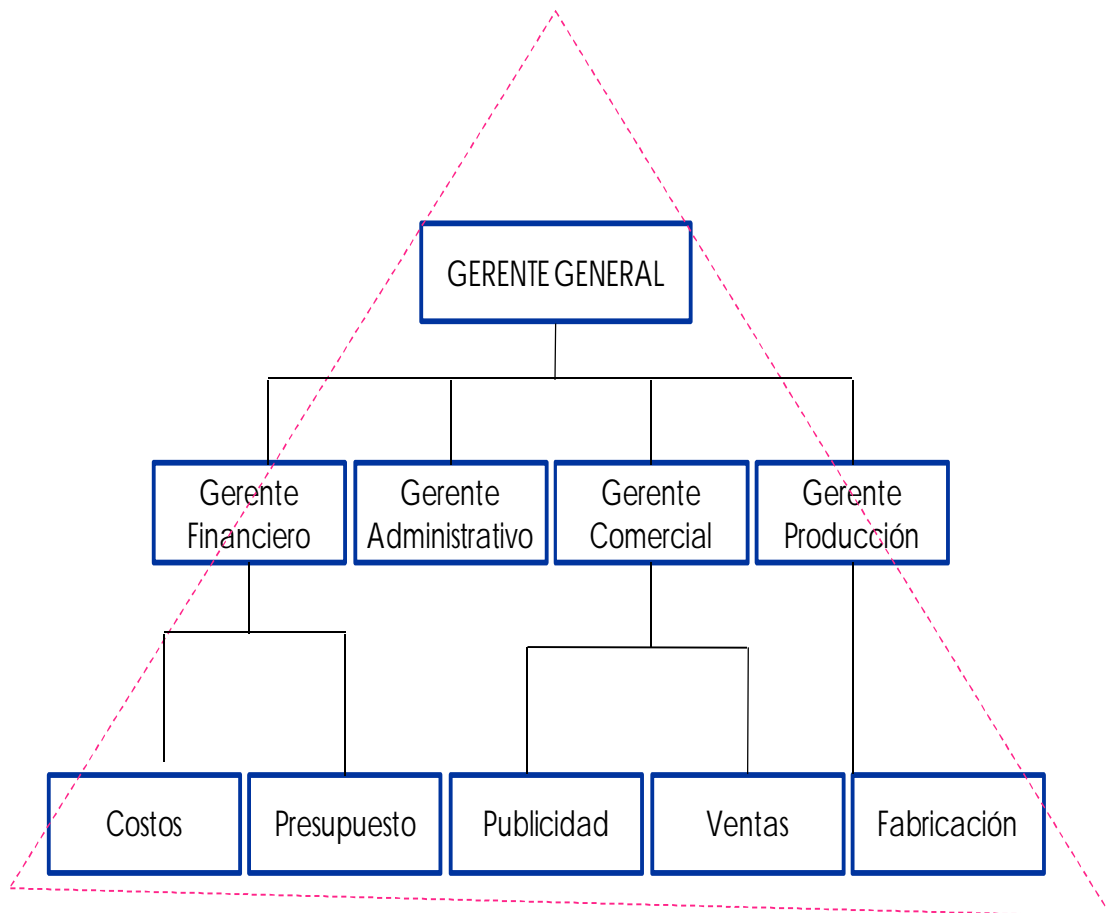 GERENTE GENERAL
Gerente
Financiero
Gerente
Administrativo
Gerente
Comercial
Gerente
Producción
Costos
Presupuesto
Publicidad
Ventas
Fabricación